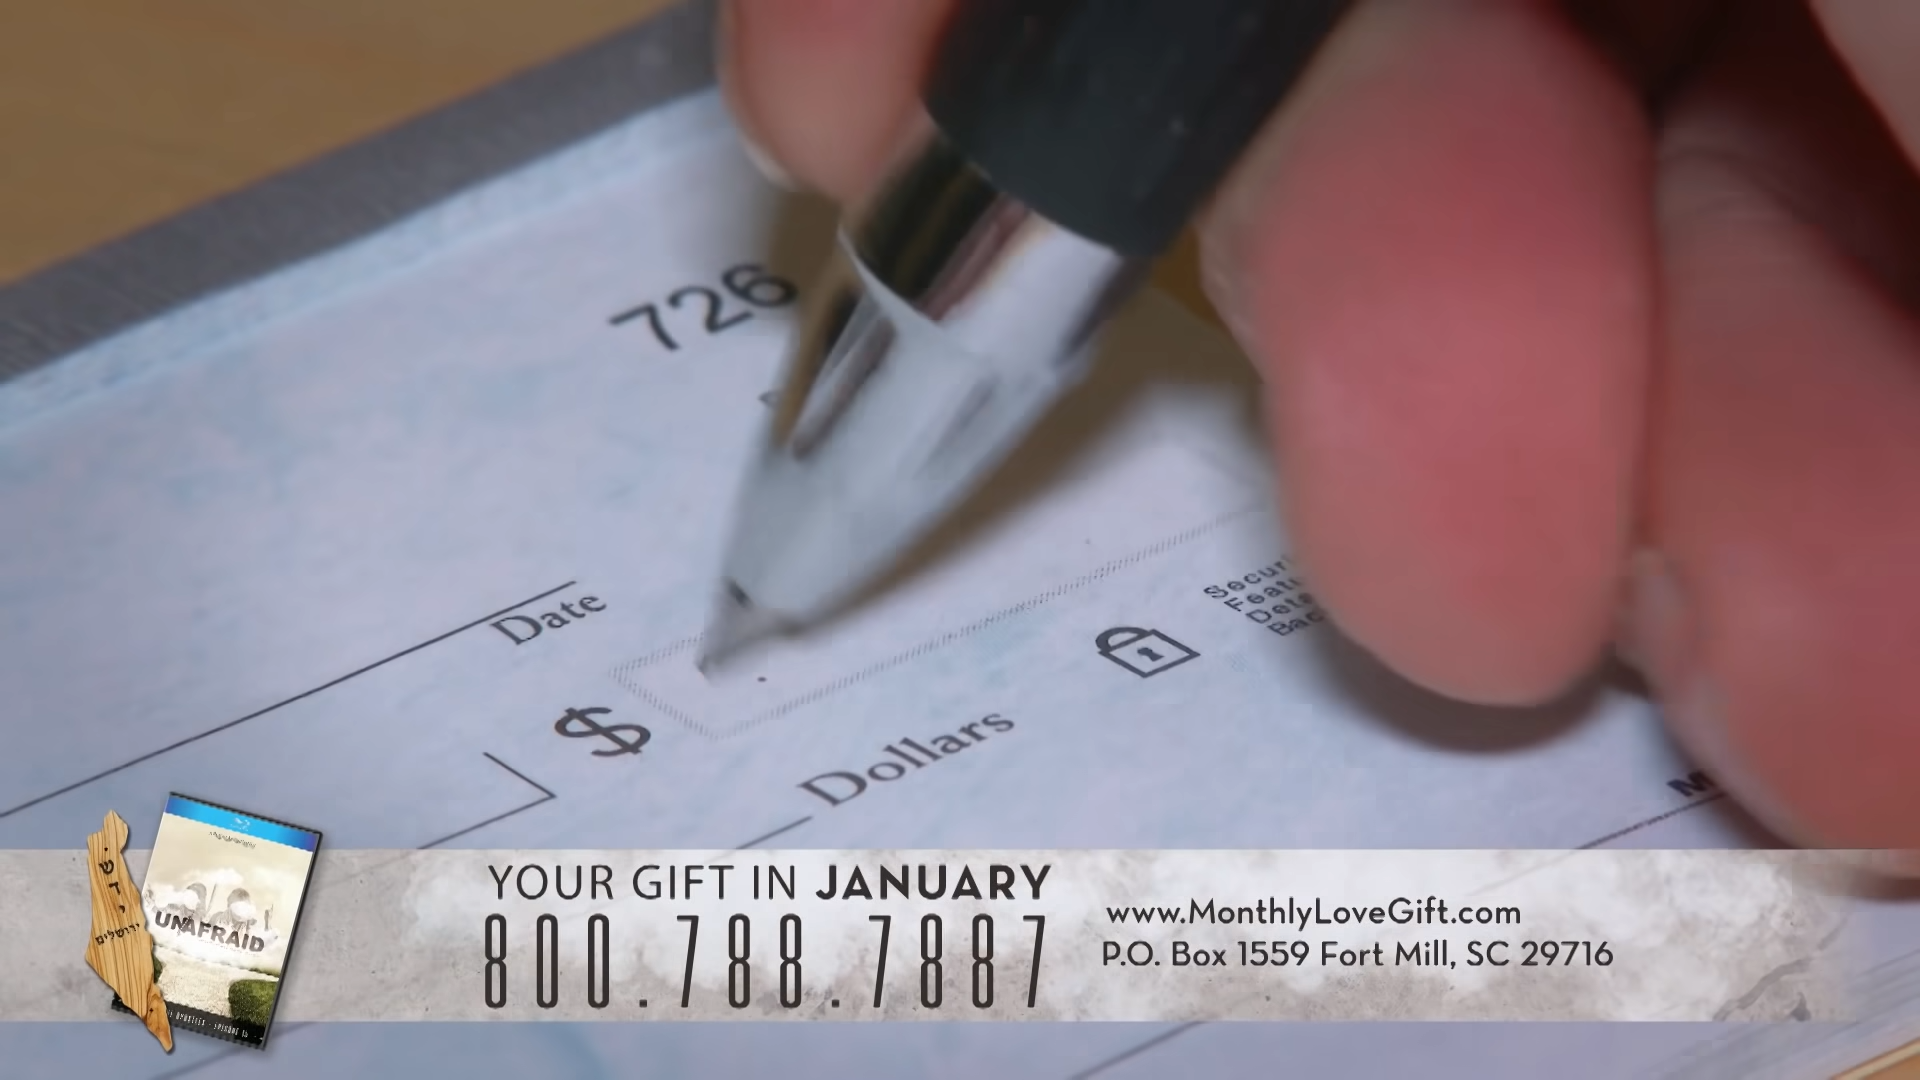 726
Date
$
Dollars
UNAFRAID
ירושלים
YOUR GIFT IN JANUARY
800.788.7887
www.MonthlyLoveGift.com
P.O. Box 1559 Fort Mill, SC 29716